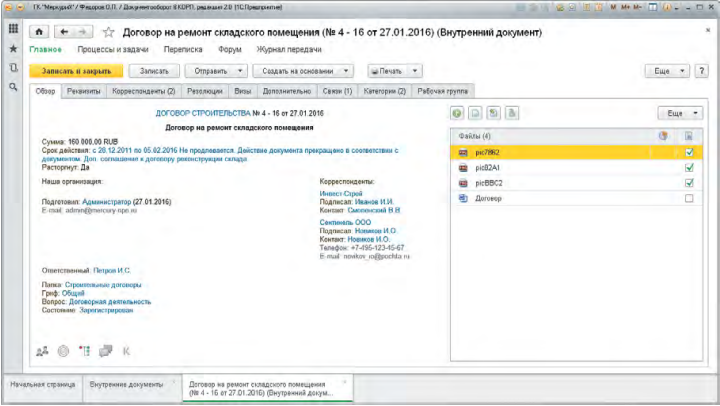 ГК "Меркурий" / Федоров О.П. / Документооборот 8 КОРП, редакция 2.0 (1С:Предприятие)
M M+ M-
Договор на ремонт складского помещения (№ 4 - 16 от 27.01.2016) (Внутренний документ)
Главное Процессы и задачи Переписка Форум Журнал передачи
Записать и закрыть Записать Отправить Создать на основании Печать Еще ?
Обзор Реквизиты Корреспонденты (2) Резолюции Визы Дополнительно Связи (1) Категории (2) Рабочая группа
ДОГОВОР СТРОИТЕЛЬСТВА № 4 - 16 от 27.01.2016
Договор на ремонт складского помещения
Сумма: 160 000,00 RUB
Срок действия: с 28.12.2011 по 05.02.2016 Не продлевается. Действие документа прекращено в соответствии с
документом: Доп. соглашение к договору реконструкции склада.
Расторгнут: Да
Наша организация:
Подготовил: Администратор (27.01.2016)
E-mail: admin@mercury-npo.ru
Корреспонденты:
Инвест-Строй
Подписал: Иванов И.И.
Контакт: Смоленский В.В.
Сентинель ООО
Подписал: Новиков И.О.
Контакт: Новиков И.О.
Телефон: +7-495-123-45-67
E-mail: novikov_io@pochta.ru
Ответственный: Петров И.С.
Папка: Строительные договоры
Гриф: Общий
Вопрос: Договорная деятельность
Состояние: Зарегистрирован
К
Еще
Файлы (4)
pic7862
pic82A1
picBBC2
Договор
Начальная страница
Внутренние документы
Договор на ремонт складского помещения
(№ 4 - 16 от 27.01.2016) (Внутренний докум...